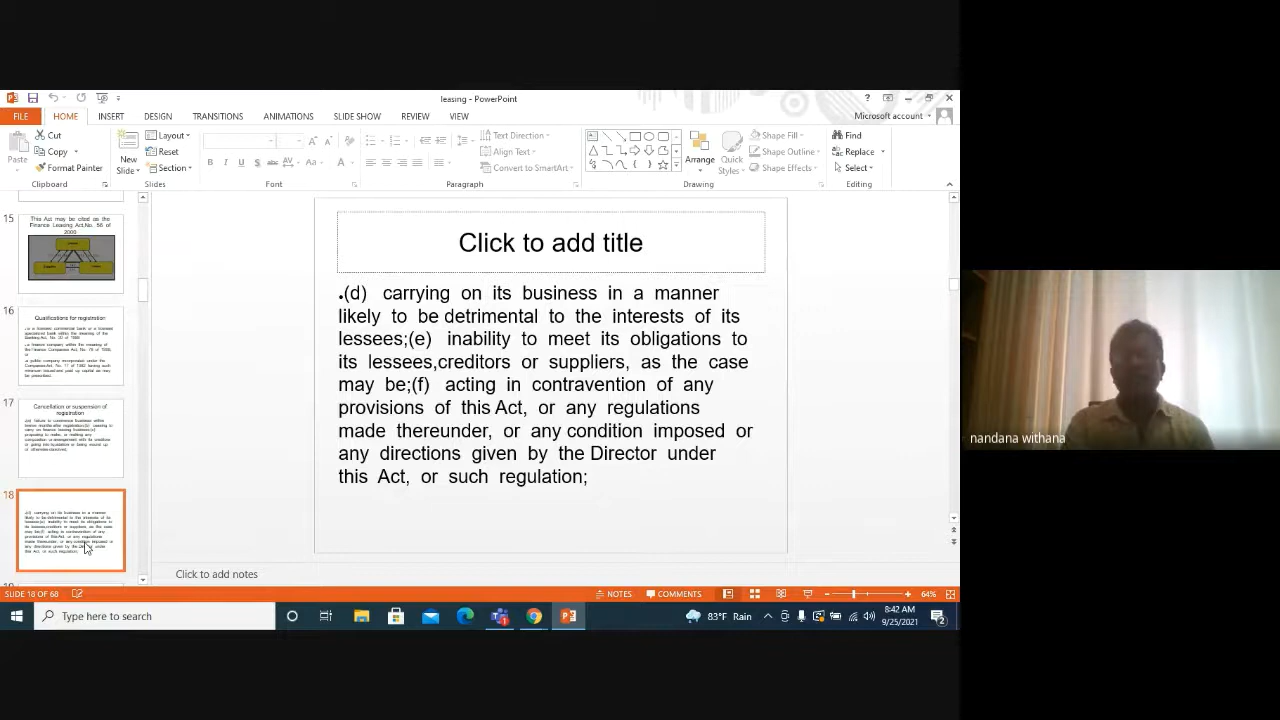 leasing - PowerPoint
?
FILE HOME INSERT DESIGN TRANSITIONS ANIMATIONS SLIDE SHOW REVIEW VIEW
Microsoft account
Paste
Cut
Copy
Format Painter
Clipboard
New Slide
Layout
Reset
Section
Slides
B I U S abc AV Aa A
Font
Text Direction
Align Text
Convert to SmartArt
Paragraph
Arrange
Quick Styles
Shape Fill
Shape Outline
Shape Effects
Drawing
Find
Replace
Select
Editing
15
This Act may be cited as the
Finance Leasing Act,No. 56 of
2000
16
Qualifications for registration
17
Cancellation or suspension of
registration
18
Click to add title
.(d) carrying on its business in a manner
likely to be detrimental to the interests of its
lessees;(e) inability to meet its obligations to
its lessees,creditors or suppliers, as the case
may be;(f) acting in contravention of any
provisions of this Act, or any regulations
made thereunder, or any condition imposed or
any directions given by the Director under
this Act, or such regulation;
Click to add notes
SLIDE 18 OF 68
NOTES
COMMENTS
64%
Type here to search
83°F Rain
8:42 AM
9/25/2021
2
nandana withana